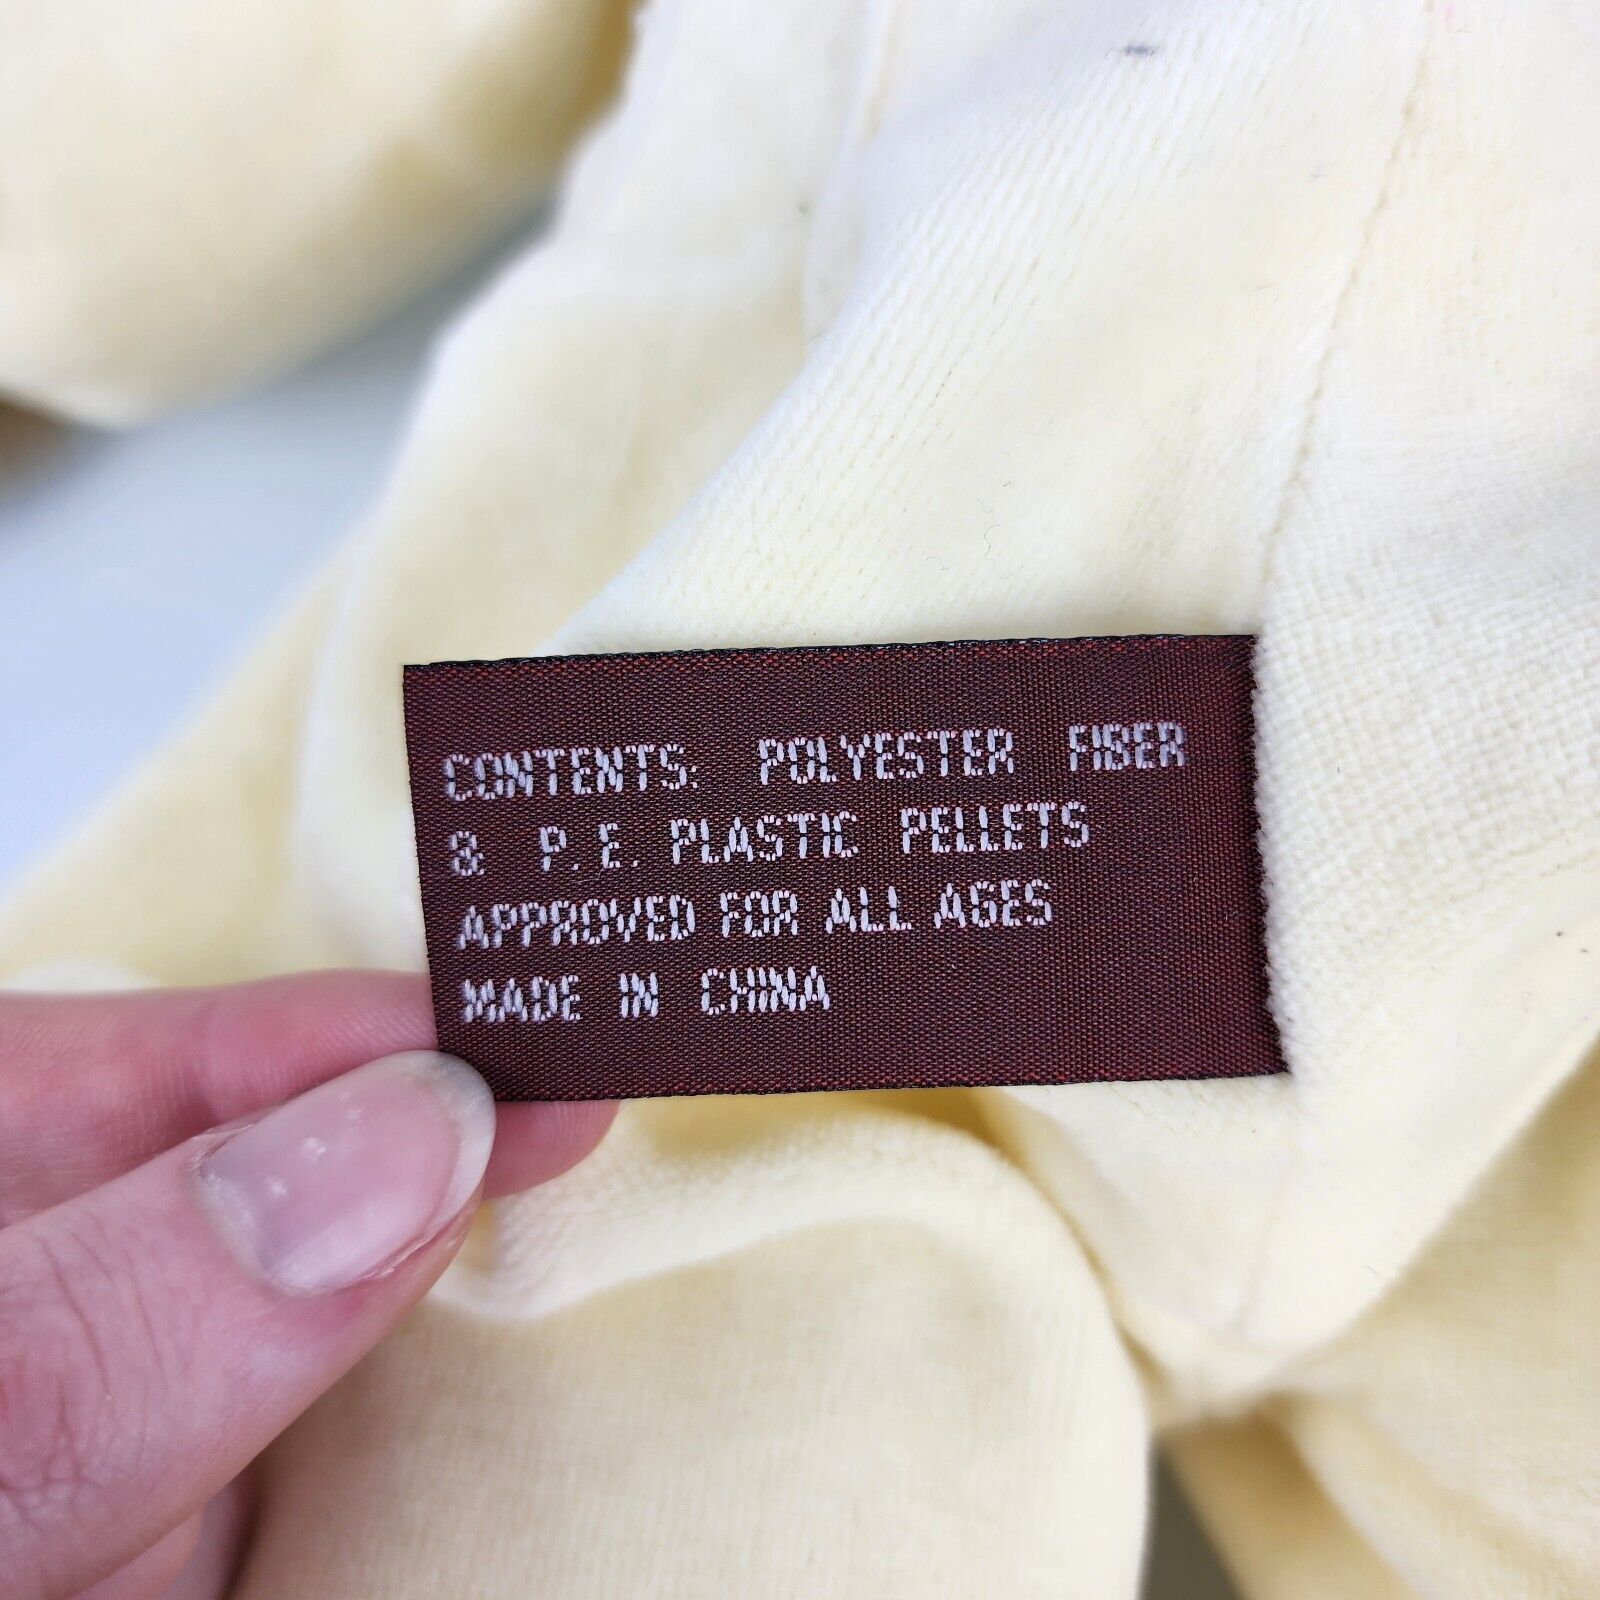 CONTENTS: POLYESTER FIBER
& P.E. PLASTIC PELLETS
APPROVED FOR ALL AGES
MADE IN CHINA